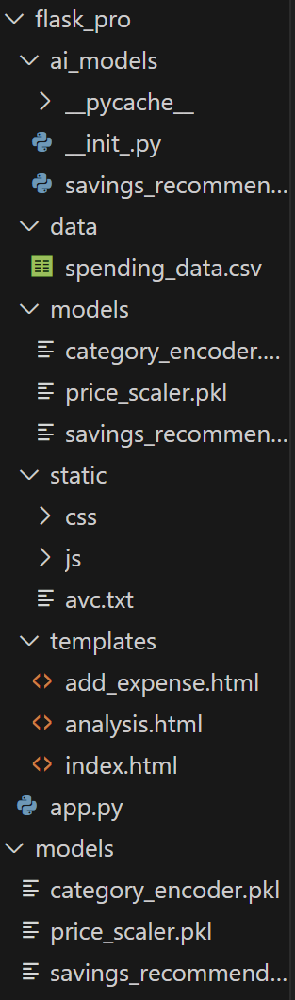 flask_pro
ai_models
__pycache__
__init_.py
savings_recommen...
data
spending_data.csv
models
category_encoder....
price_scaler.pkl
savings_recommen...
static
css
js
avc.txt
templates
add_expense.html
analysis.html
index.html
app.py
models
category_encoder.pkl
price_scaler.pkl
savings_recommend...